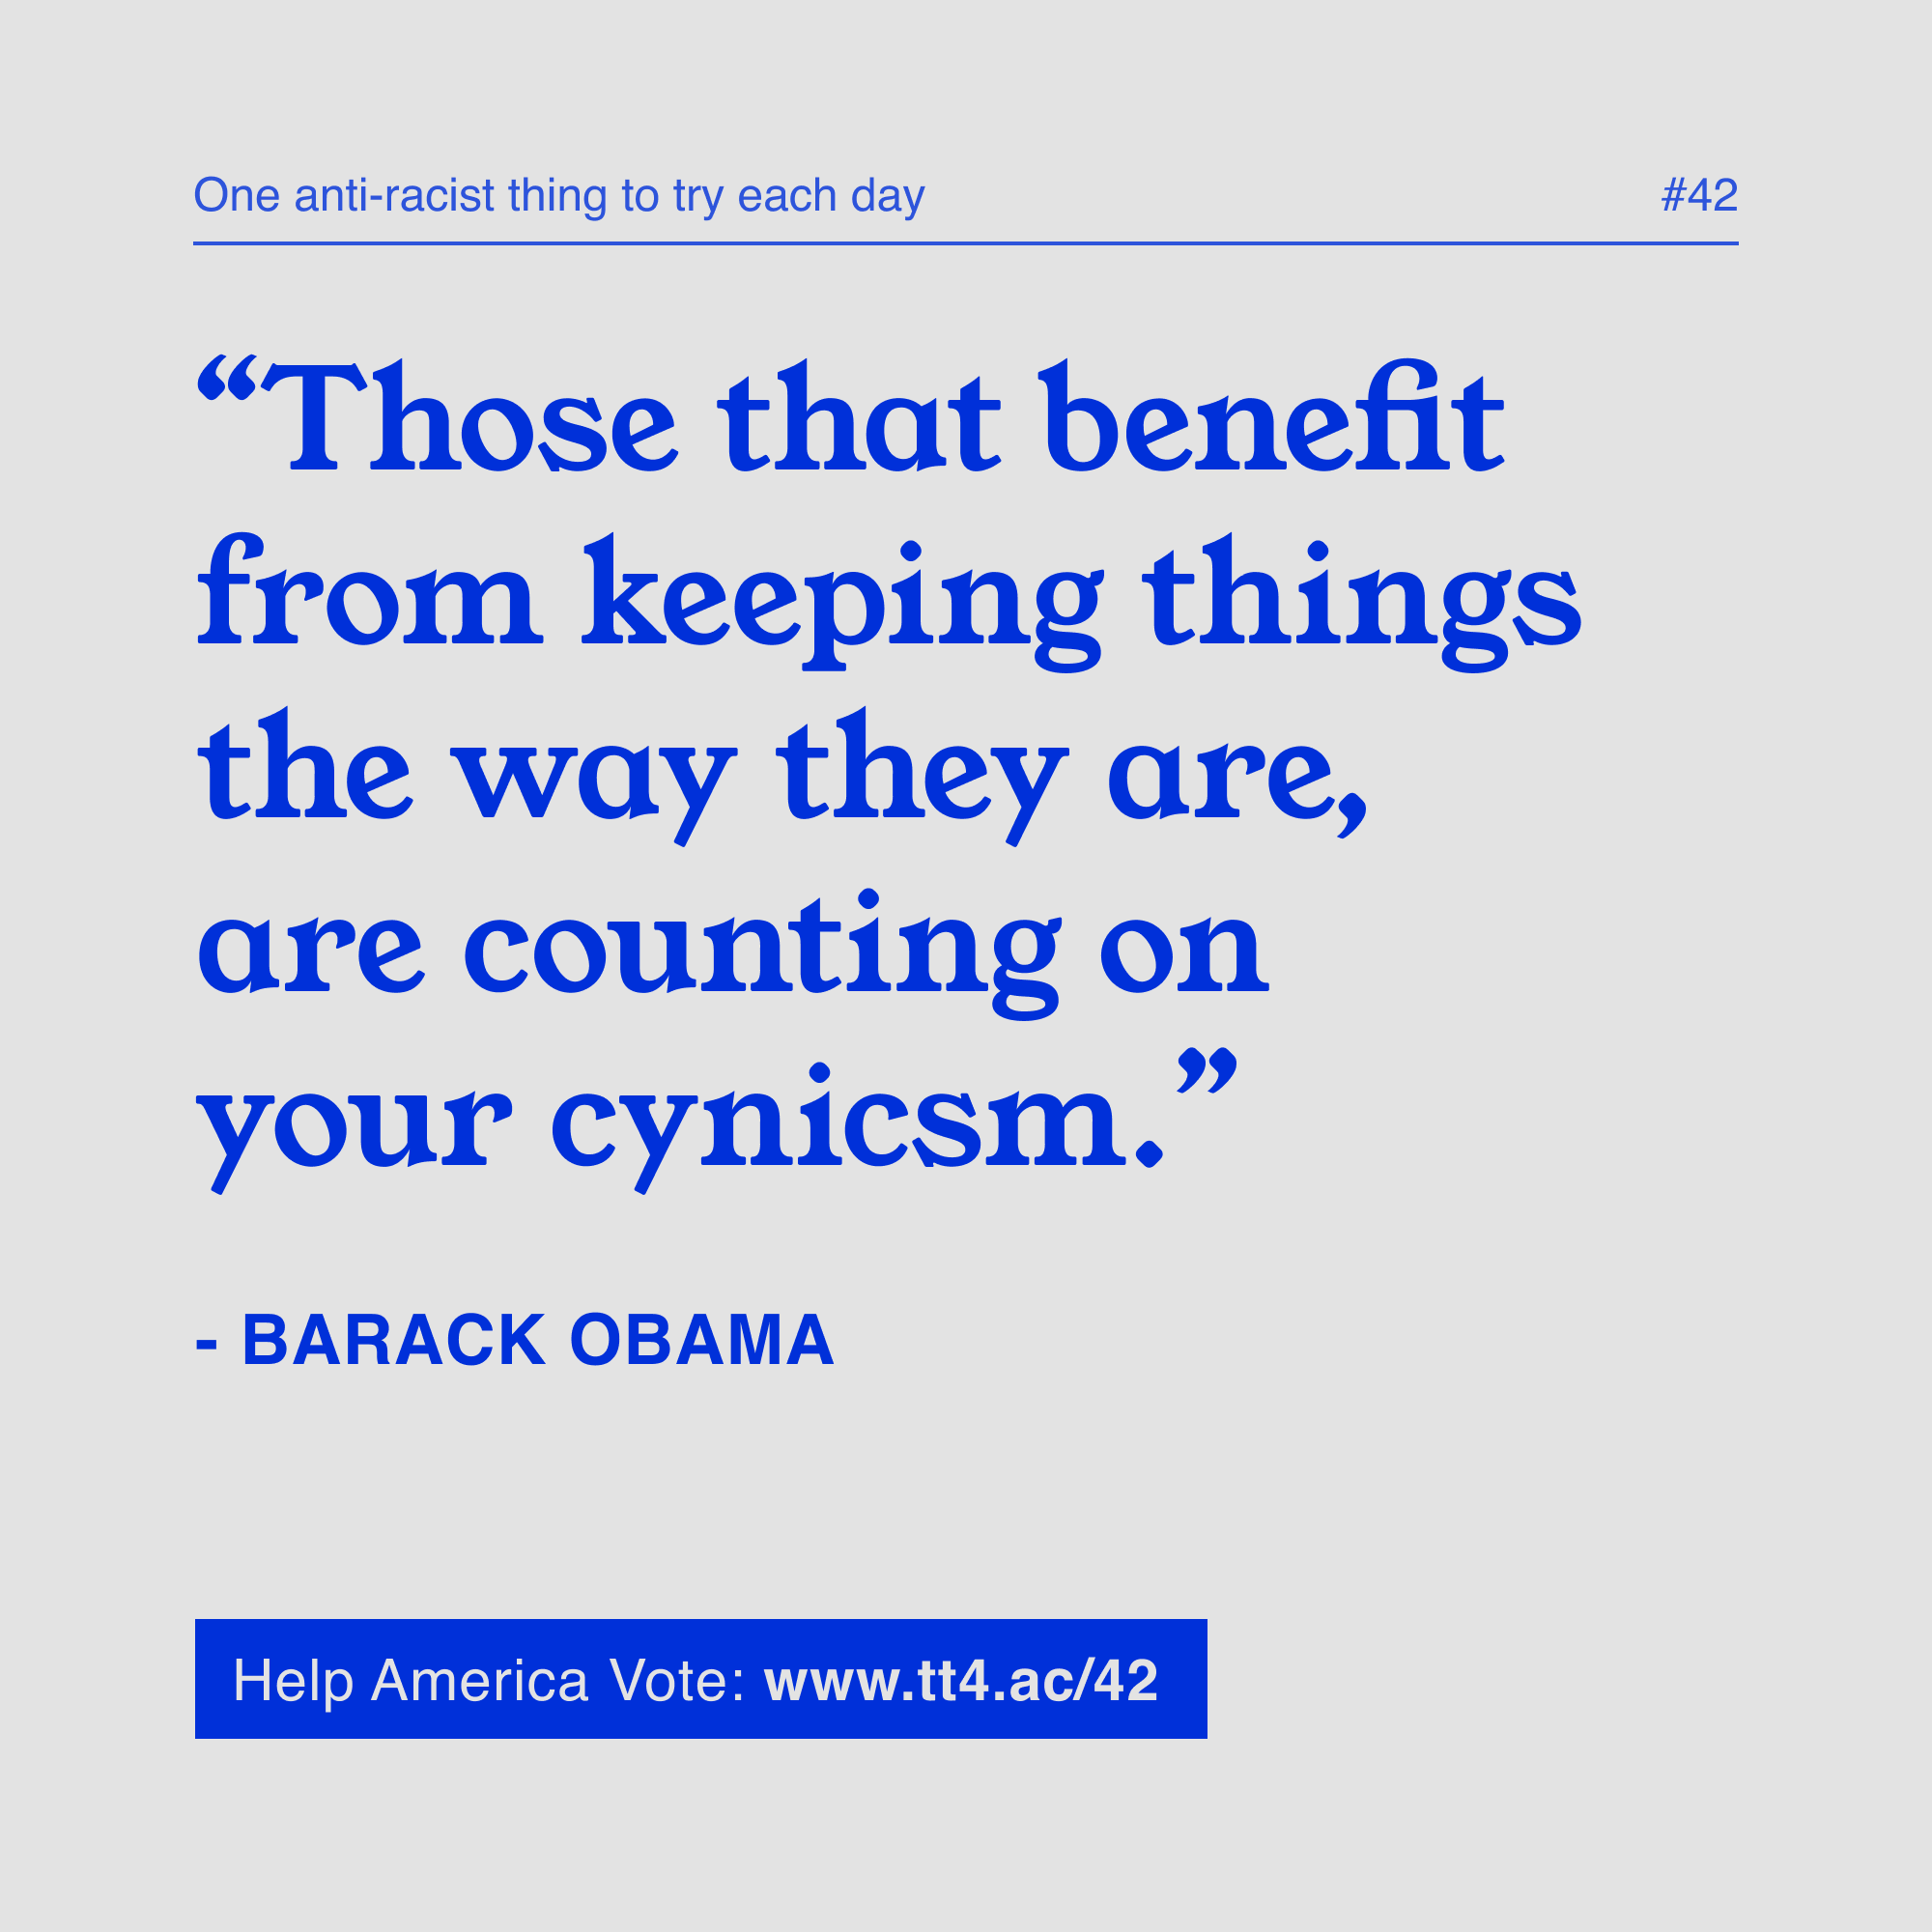 One anti-racist thing to try each day #42
“Those that benefit
from keeping things
the way they are,
are counting on
your cynicsm.”
- BARACK OBAMA
Help America Vote: www.tt4.ac/42